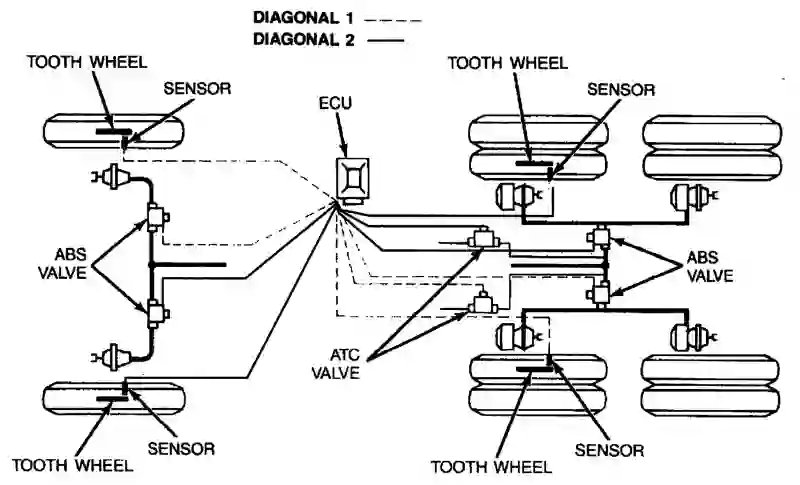 DIAGONAL 1
DIAGONAL 2
TOOTH WHEEL
SENSOR
ECU
TOOTH WHEEL
SENSOR
ABS
VALVE
ABS
VALVE
ATC
VALVE
SENSOR
TOOTH WHEEL
SENSOR
TOOTH WHEEL